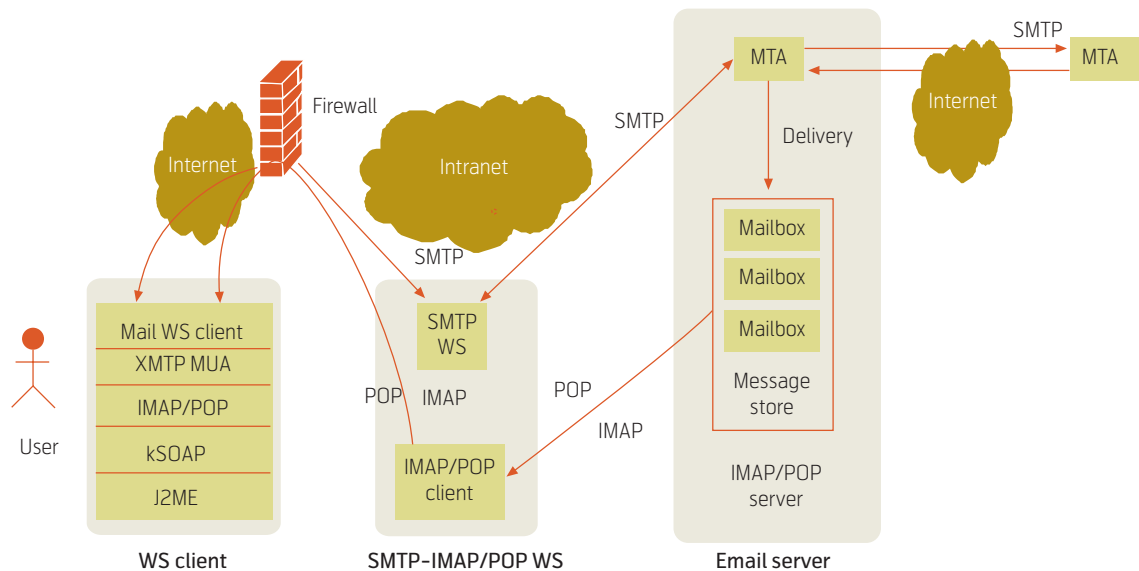 SMTP
MTA
MTA
Internet
Firewall
Internet
Intranet
SMTP
Delivery
SMTP
Mailbox
Mailbox
Mailbox
Message
store
IMAP/POP
server
SMTP
WS
POP
IMAP
POP
IMAP
IMAP/POP
client
Mail WS client
XMTP MUA
IMAP/POP
kSOAP
J2ME
User
WS client
SMTP-IMAP/POP WS
Email server